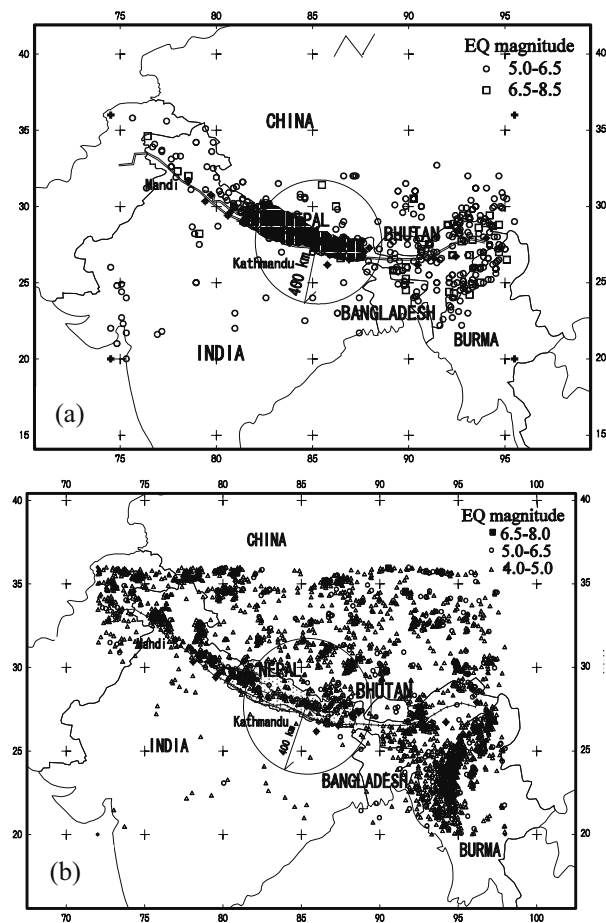 40
EQ magnitude
5.0-6.5
6.5-8.5
CHINA
40
35
35
Mandi
30
NEPAL
30
BHUTAN
Kathmandu
25
460 km
25
BANGLADESH
INDIA
BURMA
20
20
(a)
15
15
75 80 85 90 95
70 75 80 85 90 95 100
40
EQ magnitude
6.5-8.0
5.0-6.5
4.0-5.0
CHINA
40
35
35
Mandi
30
NEPAL
30
BHUTAN
Kathmandu
INDIA
400 km
25
25
BANGLADESH
20
20
BURMA
(b)
70 75 80 85 90 95 100